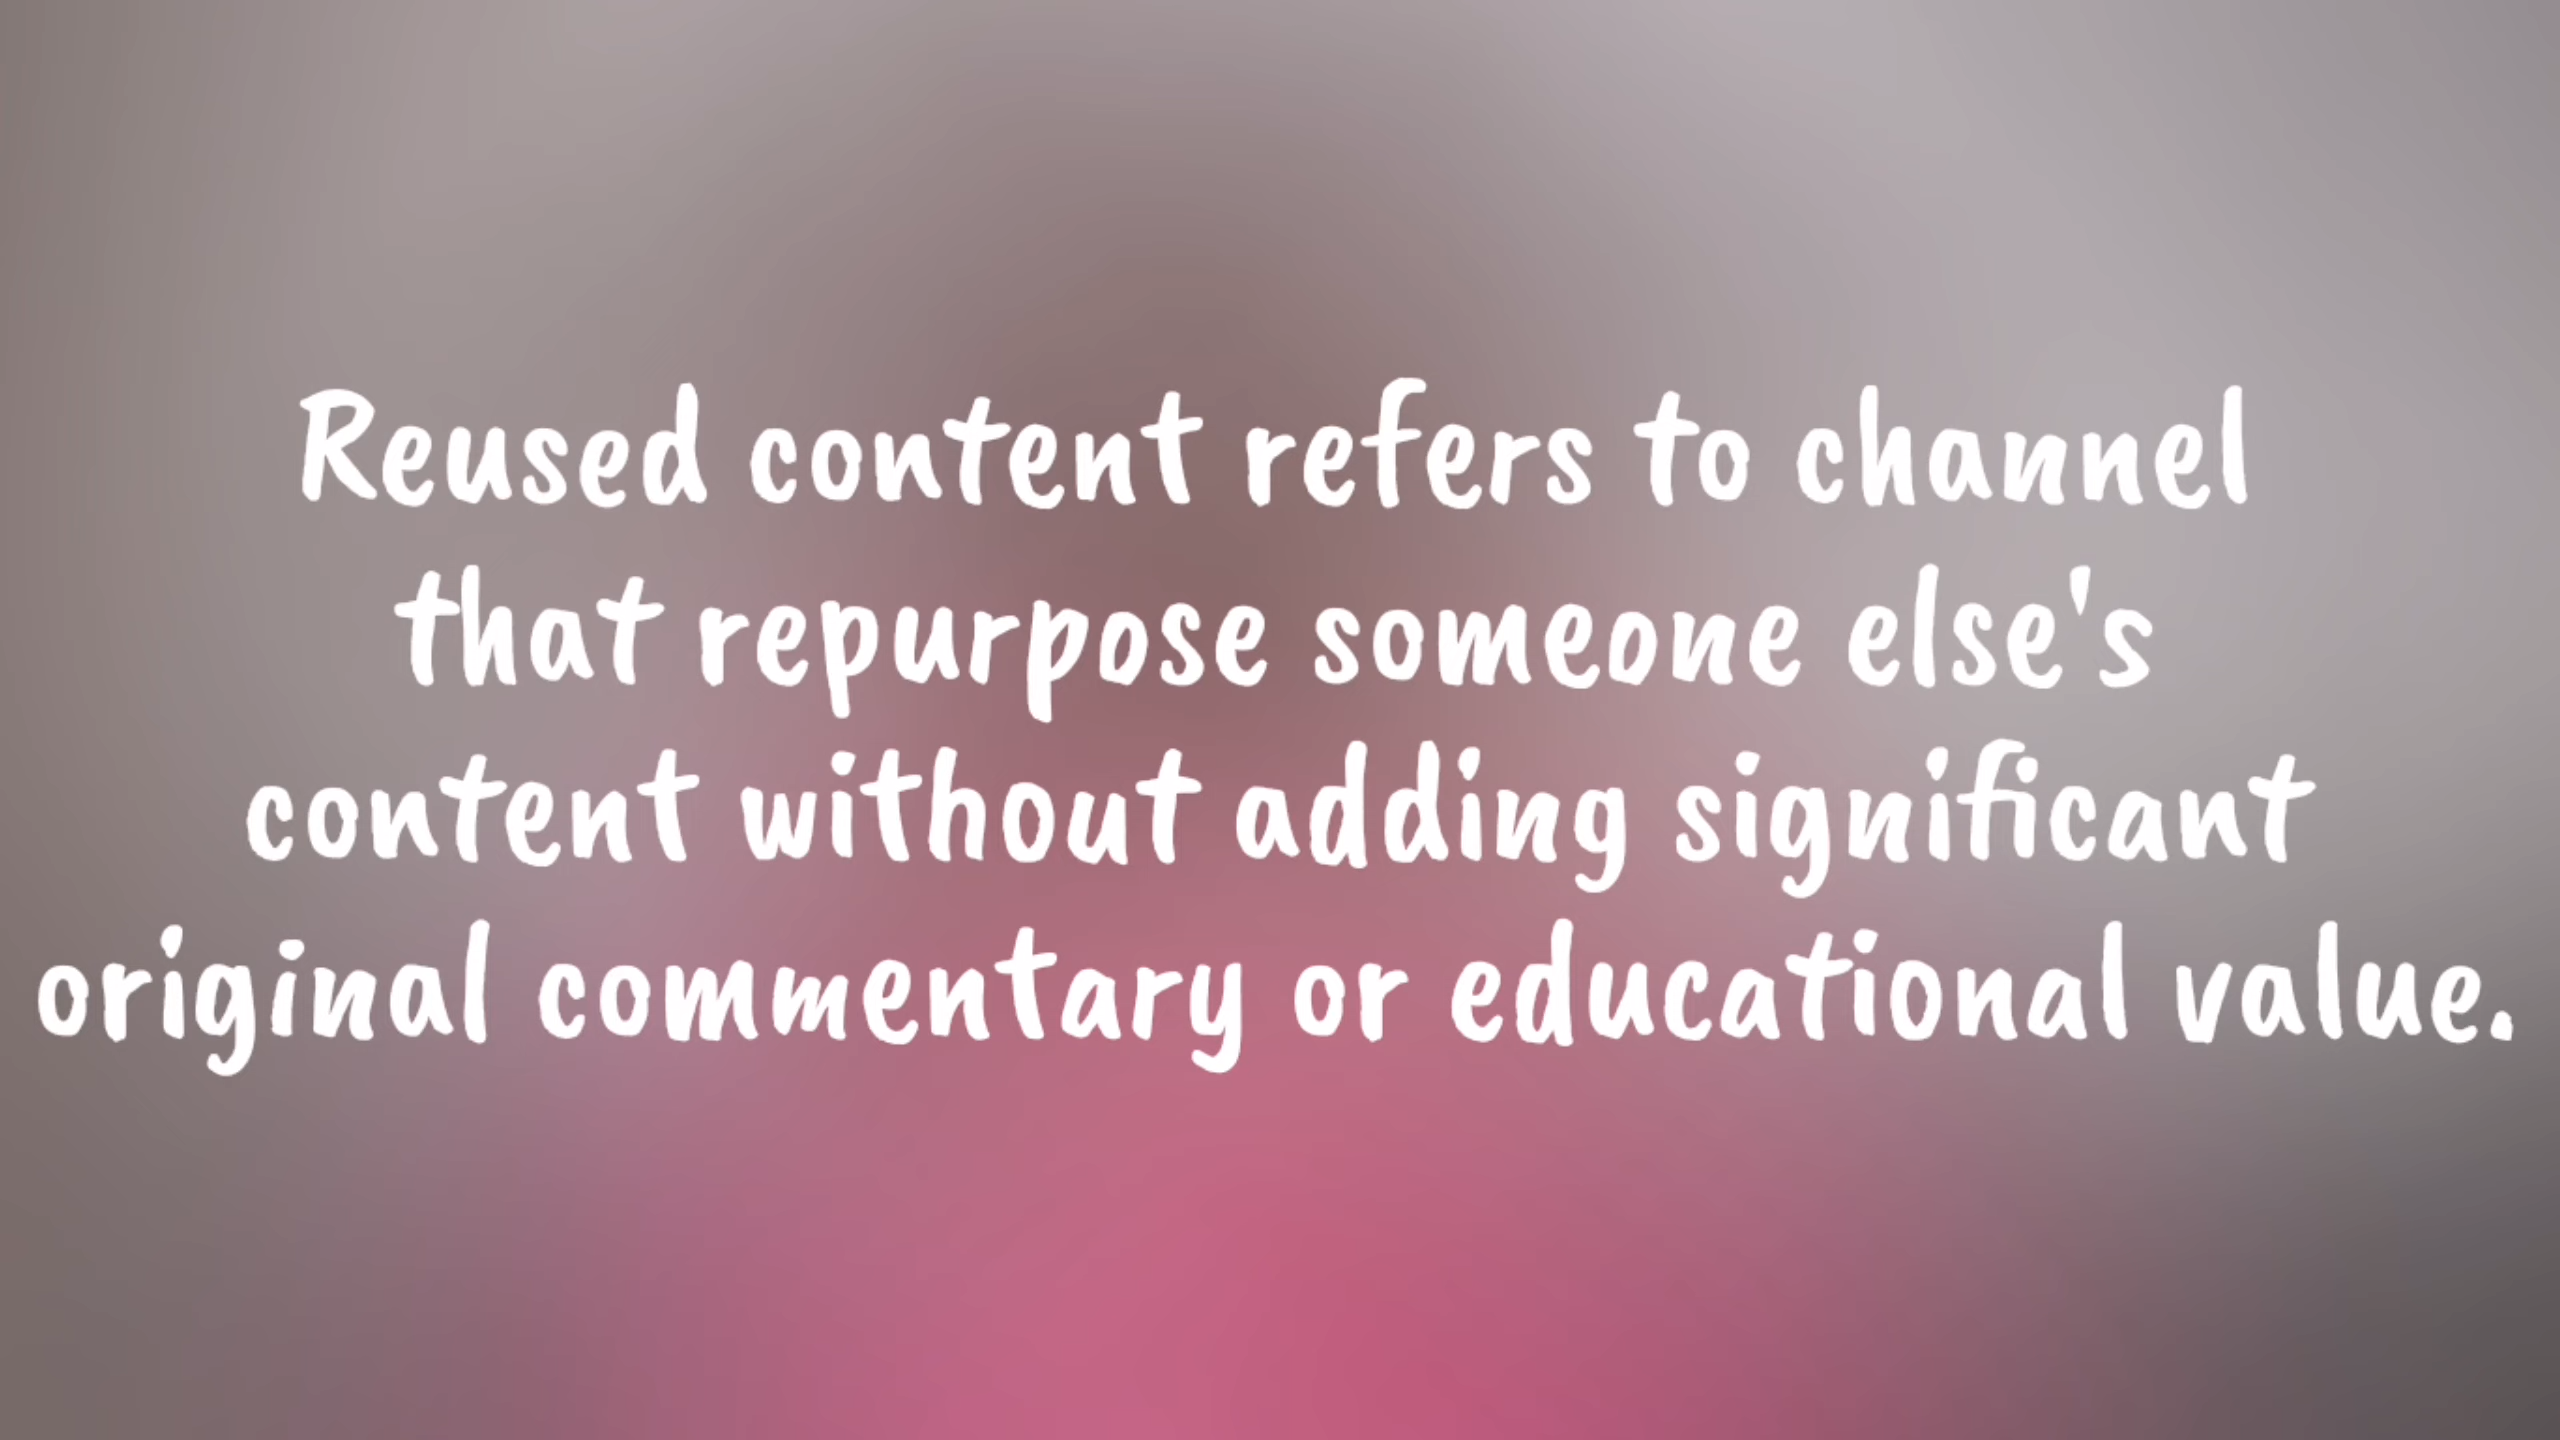 Reused content refers to channel
that repurpose someone else's
content without adding significant
original commentary or educational value.